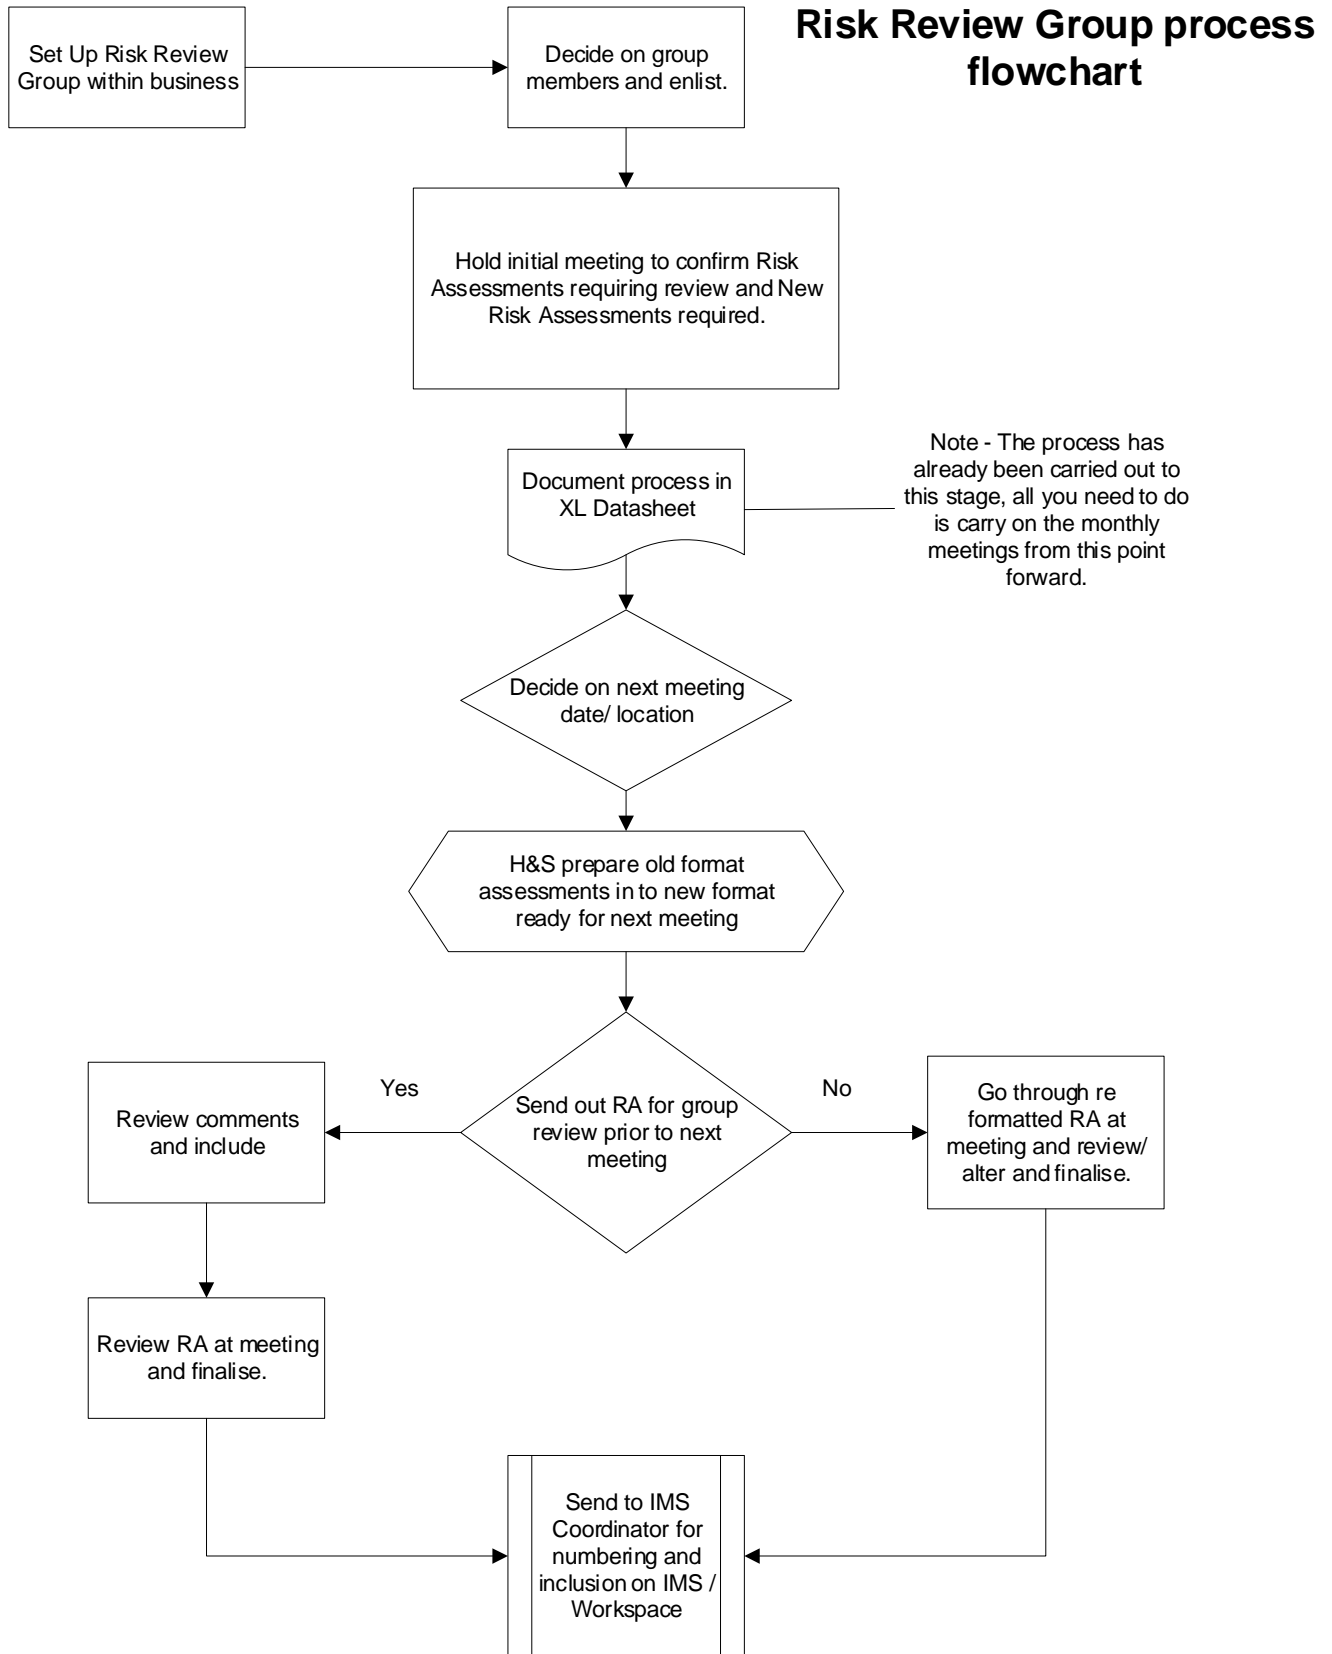 Risk Review Group process
flowchart
Set Up Risk Review
Group within business
Decide on group
members and enlist.
Hold initial meeting to confirm Risk
Assessments requiring review and New
Risk Assessments required.
Document process in
XL Datasheet
Note - The process has
already been carried out to
this stage, all you need to do
is carry on the monthly
meetings from this point
forward.
Decide on next meeting
date/ location
H&S prepare old format
assessments in to new format
ready for next meeting
Send out RA for group
review prior to next
meeting
Yes
No
Review comments
and include
Go through re
formatted RA at
meeting and review/
alter and finalise.
Review RA at meeting
and finalise.
Send to IMS
Coordinator for
numbering and
inclusion on IMS /
Workspace